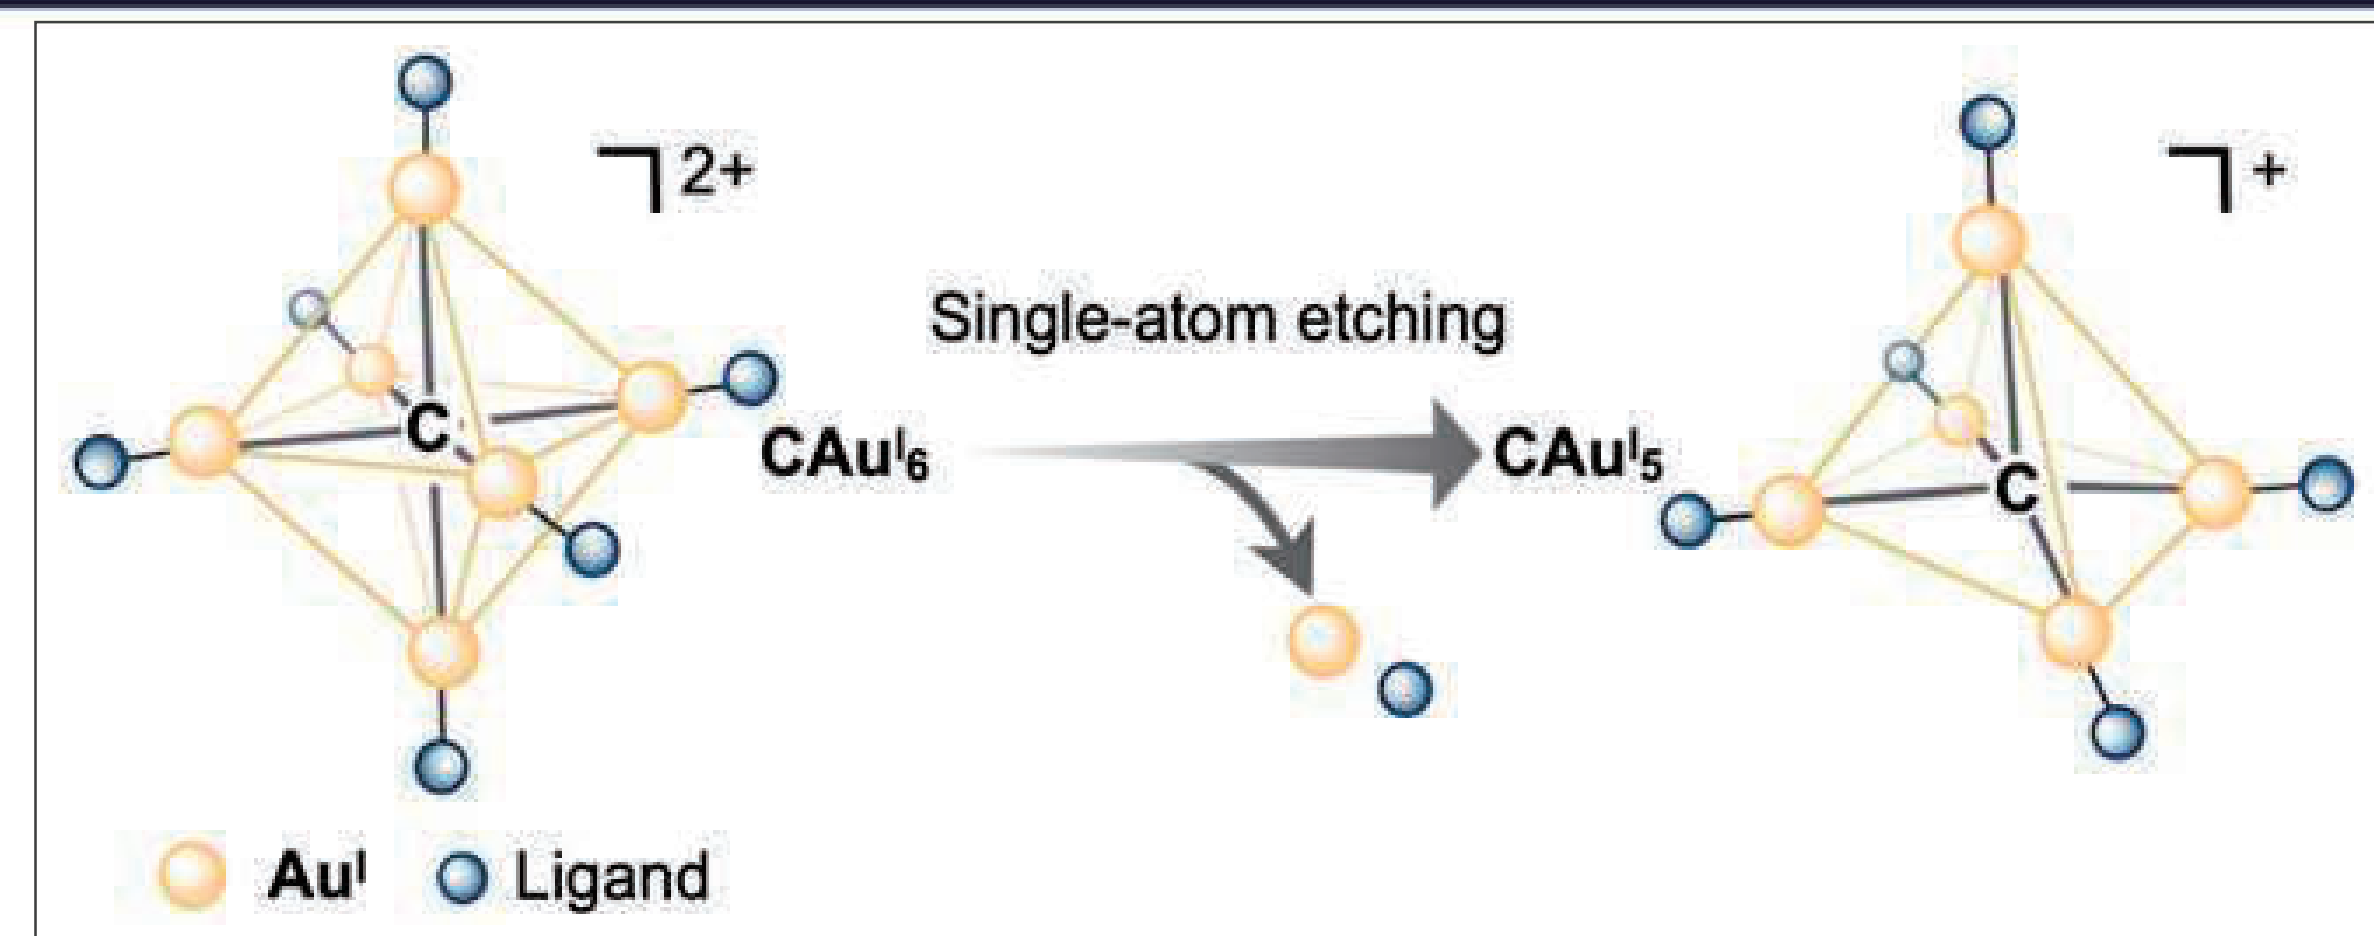 2+
+
Single-atom etching
C
C
CAuᴵ₆
CAuᴵ₅
Auᴵ
Ligand